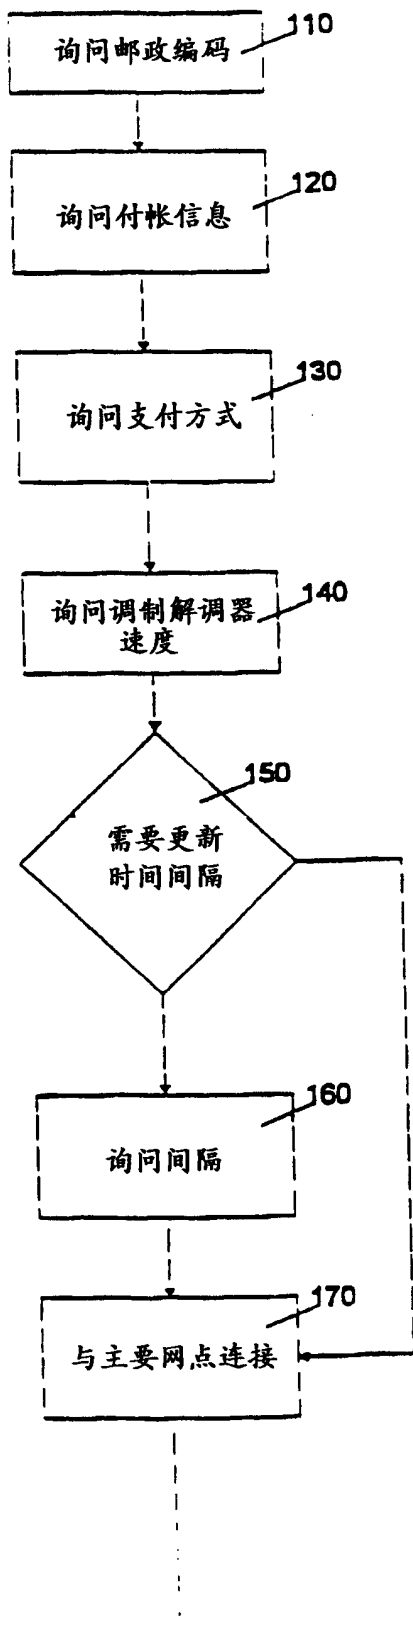 110
询问邮政编码
120
询问付帐信息
130
询问支付方式
140
询问调制解调器
速度
150
需要更新
时间间隔
160
询问间隔
170
与主要网点连接